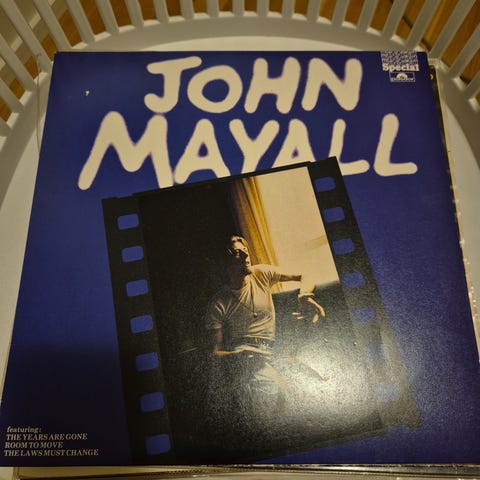 Special
JOHN
MAYALL
featuring:
THE YEARS ARE GONE
ROOM TO MOVE
THE LAWS MUST CHANGE